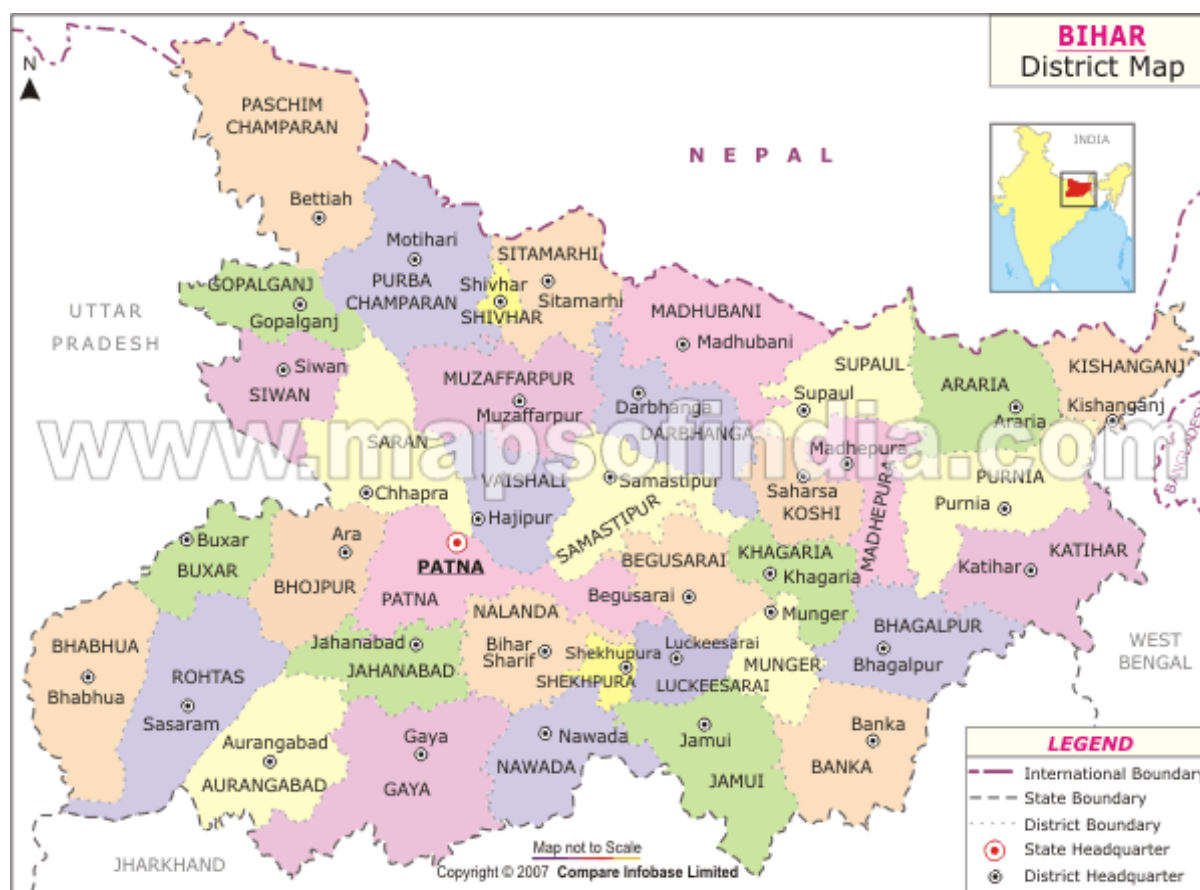 BIHAR
District Map
N
INDIA
PASCHIM
CHAMPARAN
NEPAL
Bettiah
Motihari
SITAMARHI
GOPALGANJ
PURBA
CHAMPARAN
Shivhar
Sitamarhi
SHIVHAR
Gopalganj
UTTAR
PRADESH
MADHUBANI
Madhubani
SUPAUL
KISHANGANJ
Siwan
SIWAN
MUZAFFARPUR
Muzaffarpur
Darbhanga
DARBHANGA
Supaul
ARARIA
Araria
Kishanganj
BANGLADESH
www.mapsofindia.com
SARAN
Chhapra
VAISHALI
Hajipur
Samastipur
SAMASTIPUR
Madhepura
MADHEPURA
Saharsa
KOSHI
PURNIA
Purnia
Buxar
BUXAR
Ara
BHOJPUR
PATNA
PATNA
BEGUSARAI
Begusarai
KHAGARIA
Khagaria
KATIHAR
Katihar
NALANDA
Bihar
Sharif
Munger
MUNGER
BHAGALPUR
Bhagalpur
WEST
BENGAL
BHABHUA
Bhabhua
ROHTAS
Sasaram
Jahanabad
JAHANABAD
Shekhupura
SHEKHPURA
Luckeesarai
LUCKEESARAI
Aurangabad
AURANGABAD
Gaya
GAYA
Nawada
NAWADA
Jamui
JAMUI
Banka
BANKA
JHARKHAND
LEGEND
International Boundary
State Boundary
District Boundary
State Headquarter
District Headquarter
Map not to Scale
Copyright © 2007 Compare Infobase Limited